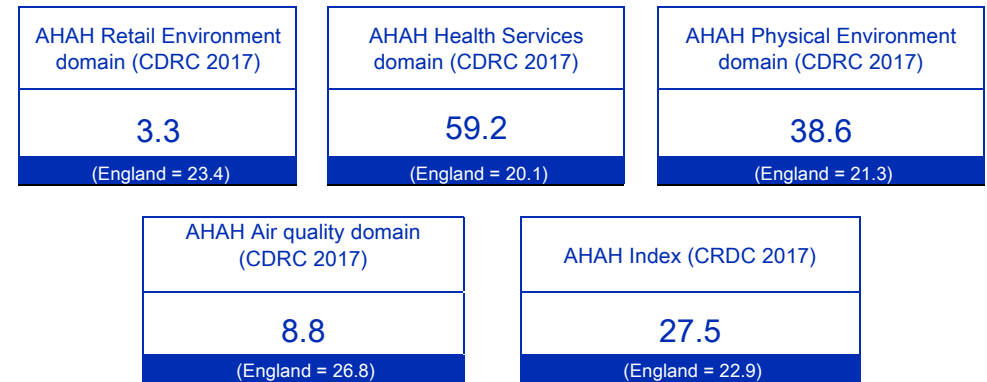 AHAH Retail Environment
domain (CDRC 2017)
3.3
(England = 23.4)
AHAH Health Services
domain (CDRC 2017)
59.2
(England = 20.1)
AHAH Physical Environment
domain (CDRC 2017)
38.6
(England = 21.3)
AHAH Air quality domain
(CDRC 2017)
8.8
(England = 26.8)
AHAH Index (CRDC 2017)
27.5
(England = 22.9)